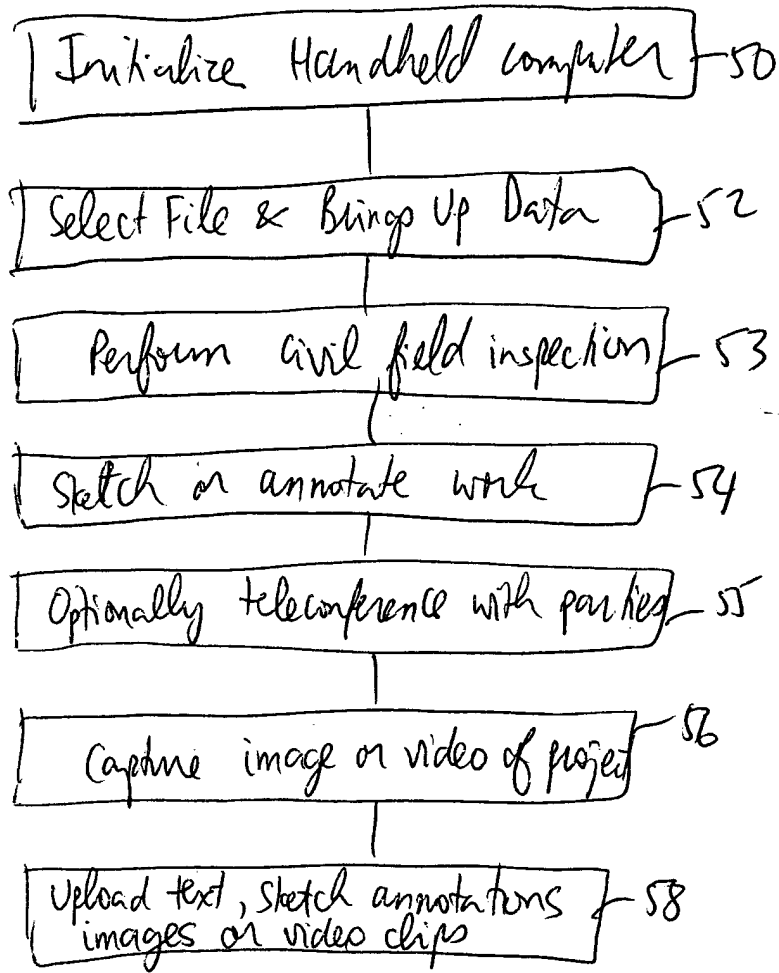 Initialize Handheld computer 50
Select File & Brings Up Data 52
Perform civil field inspection 53
Sketch or annotate work 54
Optionally teleconference with parties 55
Capture image or video of project 56
Upload text, sketch annotations 58
images or video clips